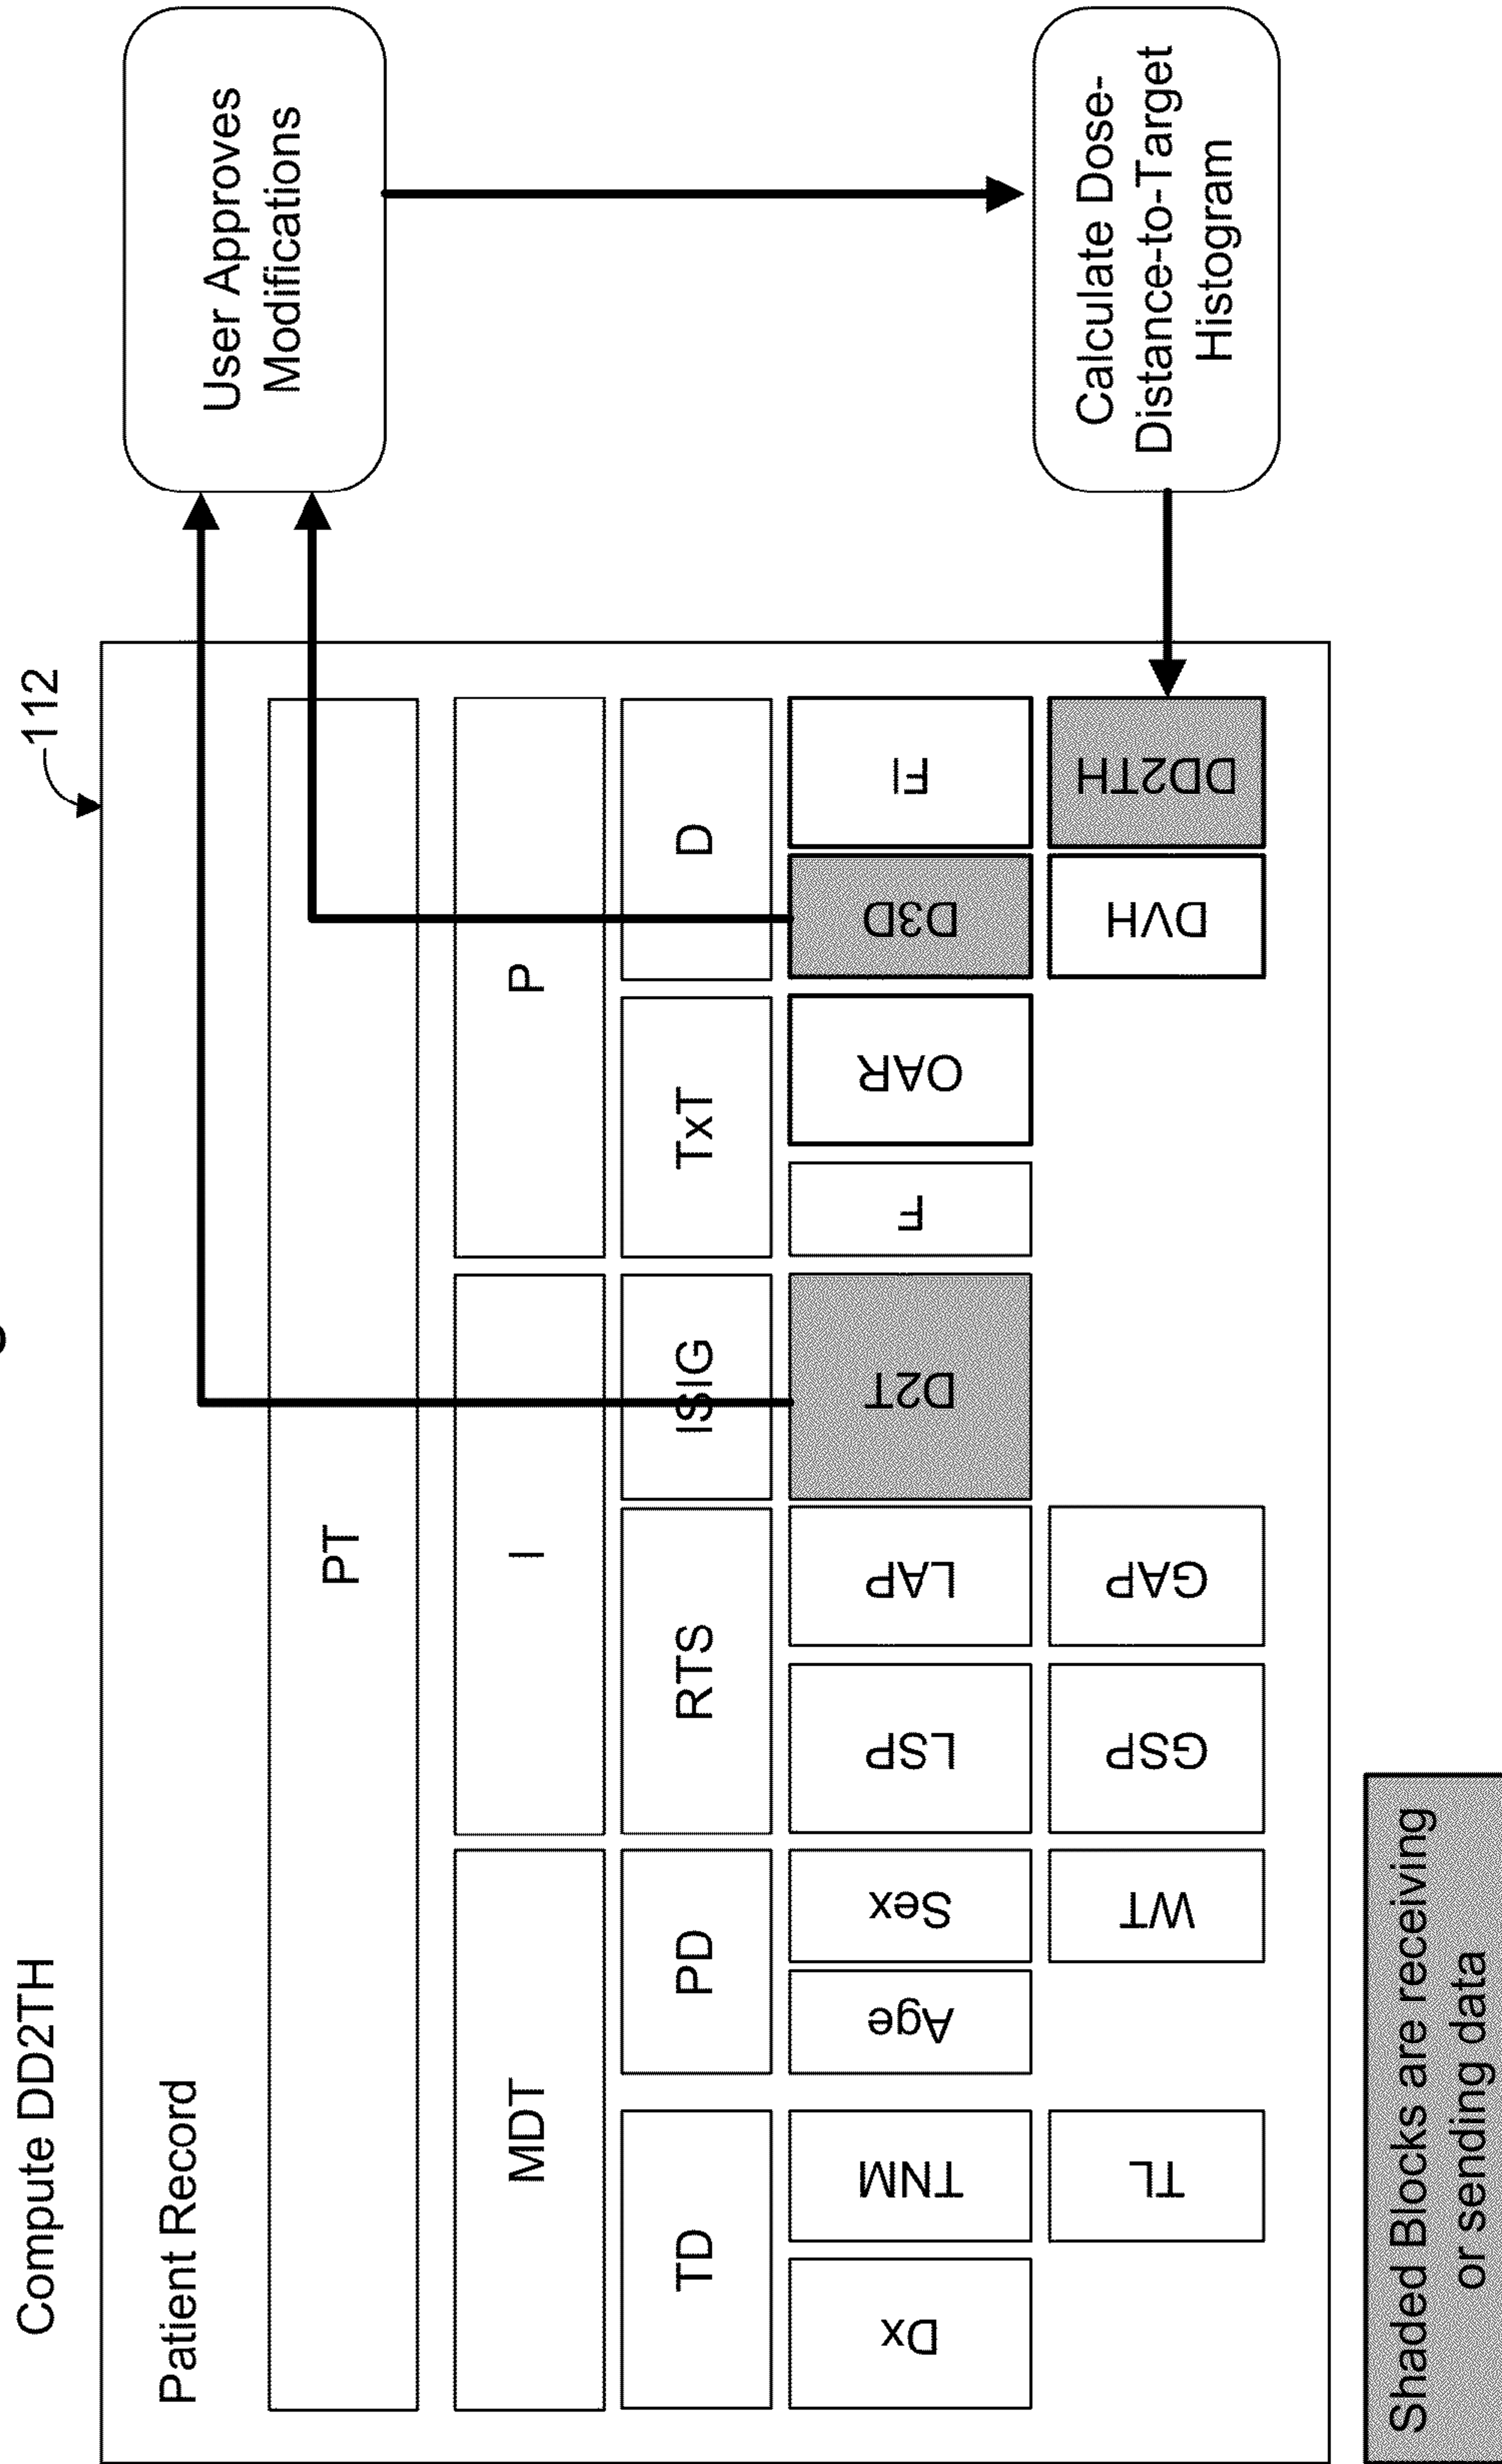 Compute DD2TH
112
Patient Record
User Approves
Modifications
PT
MDT
I
P
TD
PD
RTS
ISIG
TxT
D
Dx
TNM
Age
Sex
LSP
LAP
D2T
F
OAR
D3D
FI
TL
WT
GSP
GAP
DVH
DD2TH
Calculate Dose-
Distance-to-Target
Histogram
Shaded Blocks are receiving
or sending data